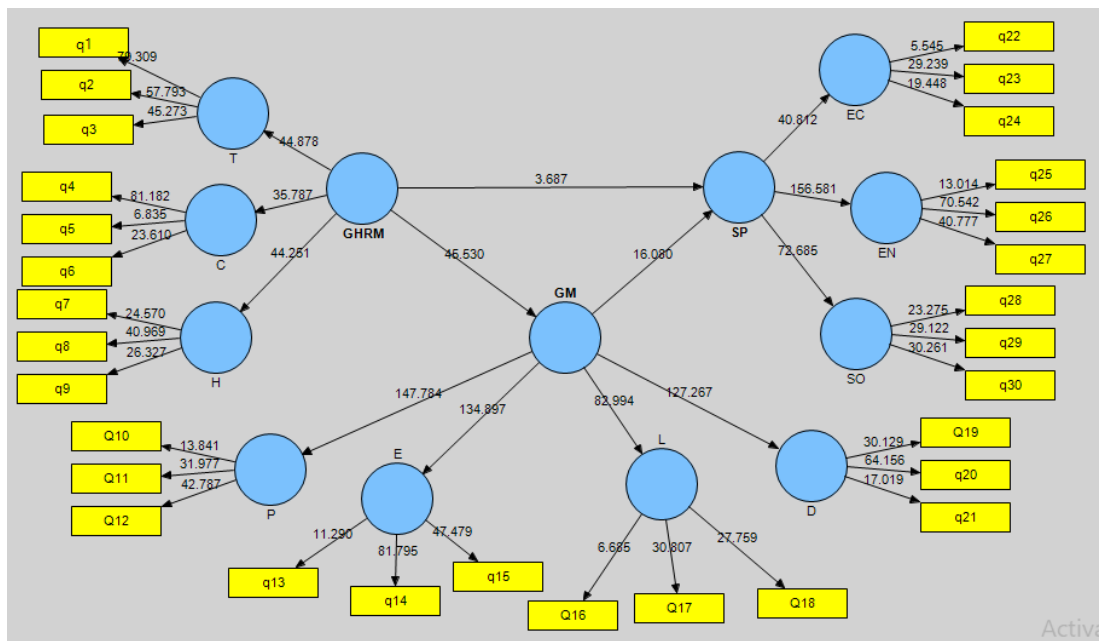 q1
79.309
q2
57.793
q3
45.273
T
44.878
q4
81.182
q5
6.835
q6
23.610
C
35.787
GHRM
q7
24.570
q8
40.969
q9
26.327
H
44.251
3.687
45.530
16.080
GM
SP
40.812
EC
5.545
q22
29.239
q23
19.448
q24
156.581
EN
13.014
q25
70.542
q26
40.777
q27
72.685
SO
23.275
q28
29.122
q29
30.261
q30
147.784
134.897
82.994
127.267
Q10
13.841
Q11
31.977
Q12
42.787
P
E
11.290
q13
81.795
q14
47.479
q15
L
6.685
Q16
30.807
Q17
27.759
Q18
D
30.129
Q19
64.156
q20
17.019
q21
Activa